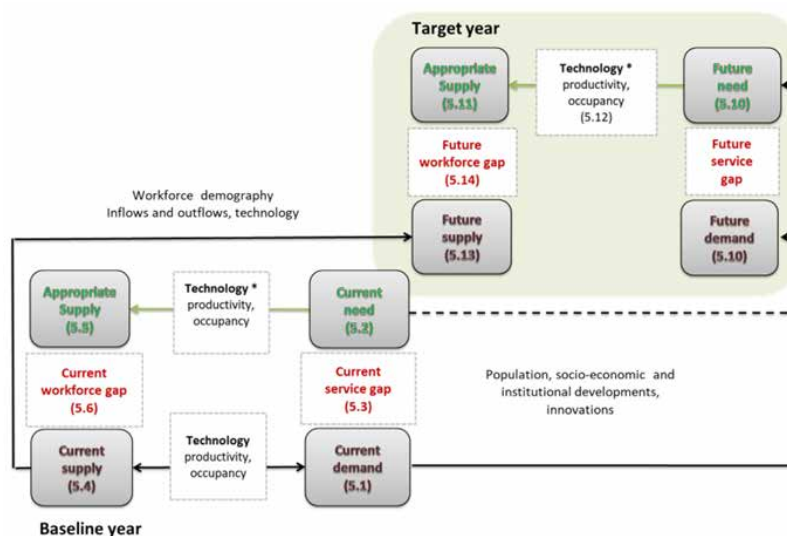 Target year
Appropriate
Supply
(5.11)
Technology *
productivity,
occupancy
(5.12)
Future
need
(5.10)
Future
workforce gap
(5.14)
Future
service
gap
Workforce demography
Inflows and outflows, technology
Future
supply
(5.13)
Future
demand
(5.10)
Appropriate
Supply
(5.5)
Technology *
productivity,
occupancy
Current
need
(5.2)
Current
workforce gap
(5.6)
Current
service gap
(5.3)
Population, socio-economic and
institutional developments,
innovations
Current
supply
(5.4)
Technology
productivity,
occupancy
Current
demand
(5.1)
Baseline year